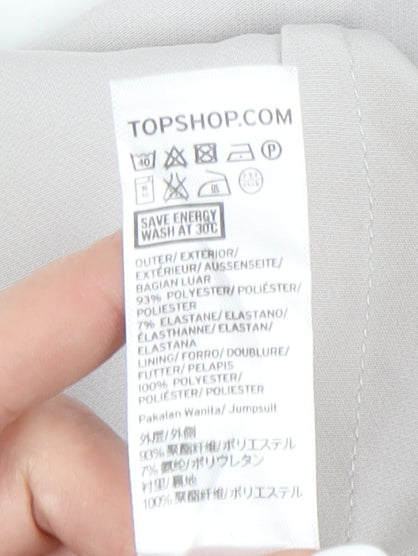 TOPSHOP.COM
40 P
SAVE ENERGY
WASH AT 30°C
OUTER/ EXTERIOR/
EXTÉRIEUR/ AUSSENSEITE/
BAGIAN LUAR
93% POLYESTER/ POLIÉSTER/
POLIESTER
7% ELASTANE/ ELASTANO/
ÉLASTHANNE/ ELASTAN/
ELASTANA
LINING/ FORRO/ DOUBLURE/
FUTTER/ PELAPIS
100% POLYESTER/
POLIÉSTER/ POLIESTER
Pakaian Wanita/ Jumpsuit
外层/外側
93% 聚酯纤维/ポリエステル
7% 氨纶/ポリウレタン
衬里/裏地
100% 聚酯纤维/ポリエステル